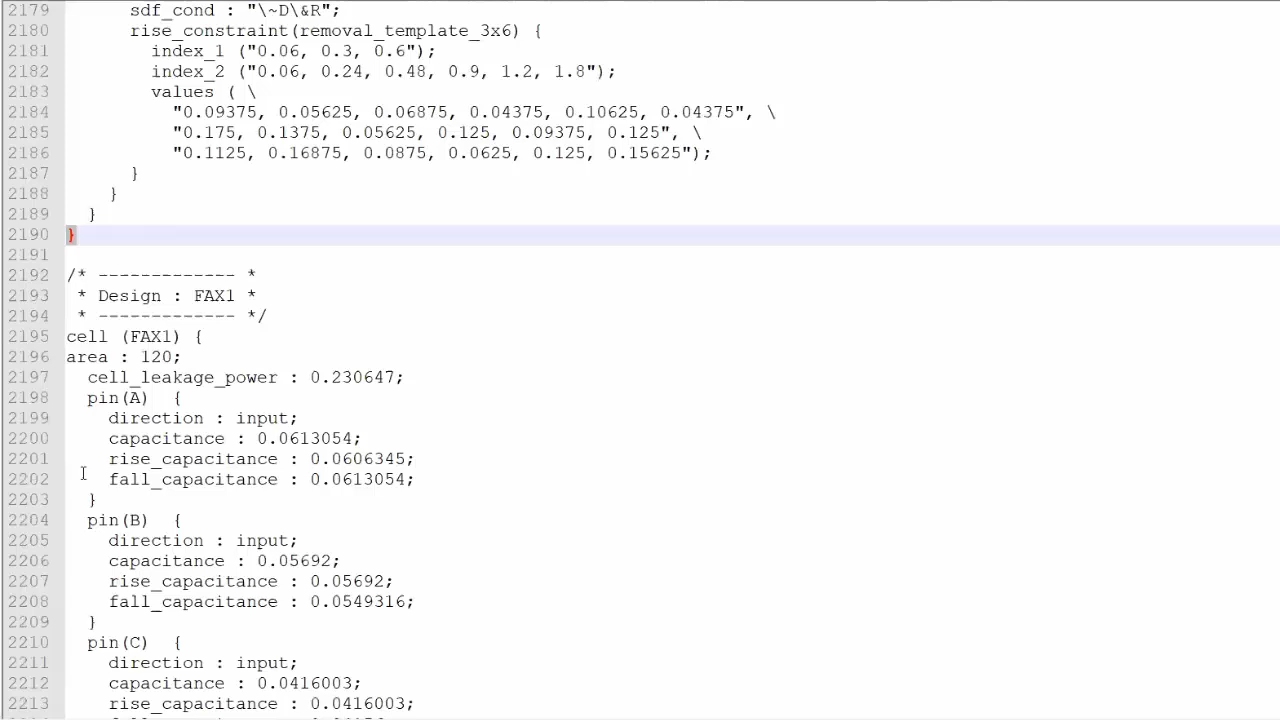 2179 sdf_cond : "\~D\&R";
2180 rise_constraint(removal_template_3x6) {
2181 index_1 ("0.06, 0.3, 0.6");
2182 index_2 ("0.06, 0.24, 0.48, 0.9, 1.2, 1.8");
2183 values ( \
2184 "0.09375, 0.05625, 0.06875, 0.04375, 0.10625, 0.04375", \
2185 "0.175, 0.1375, 0.05625, 0.125, 0.09375, 0.125", \
2186 "0.1125, 0.16875, 0.0875, 0.0625, 0.125, 0.15625");
2187 }
2188 }
2189 }
2190 }
2191
2192 /* ------------- *
2193 * Design : FAX1 *
2194 * ------------- */
2195 cell (FAX1) {
2196 area : 120;
2197 cell_leakage_power : 0.230647;
2198 pin(A) {
2199 direction : input;
2200 capacitance : 0.0613054;
2201 rise_capacitance : 0.0606345;
2202 fall_capacitance : 0.0613054;
2203 }
2204 pin(B) {
2205 direction : input;
2206 capacitance : 0.05692;
2207 rise_capacitance : 0.05692;
2208 fall_capacitance : 0.0549316;
2209 }
2210 pin(C) {
2211 direction : input;
2212 capacitance : 0.0416003;
2213 rise_capacitance : 0.0416003;